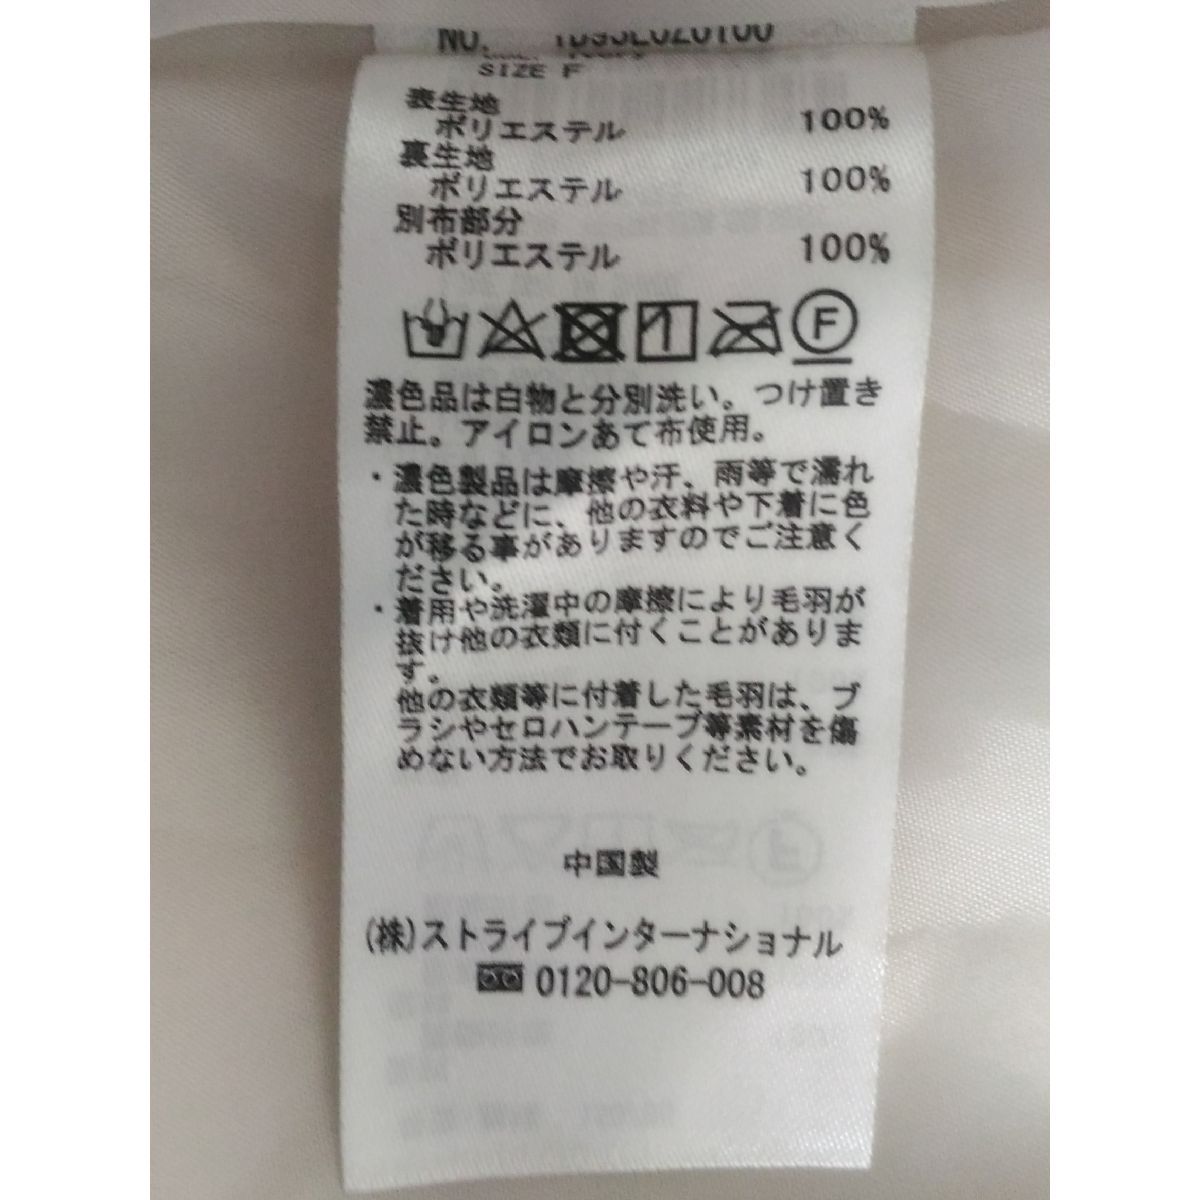 NO.
SIZE F
表生地
ポリエステル 100%
裏生地
ポリエステル 100%
別布部分
ポリエステル 100%
F
濃色品は白物と分別洗い。つけ置き
禁止。アイロンあて布使用。
・濃色製品は摩擦や汗、雨等で濡れ
た時などに、他の衣料や下着に色
が移る事がありますのでご注意く
ださい。
・着用や洗濯中の摩擦により毛羽が
抜け他の衣類に付くことがありま
す。
他の衣類等に付着した毛羽は、ブ
ラシやセロハンテープ等素材を傷
めない方法でお取りください。
中国製
(株)ストライプインターナショナル
0120-806-008